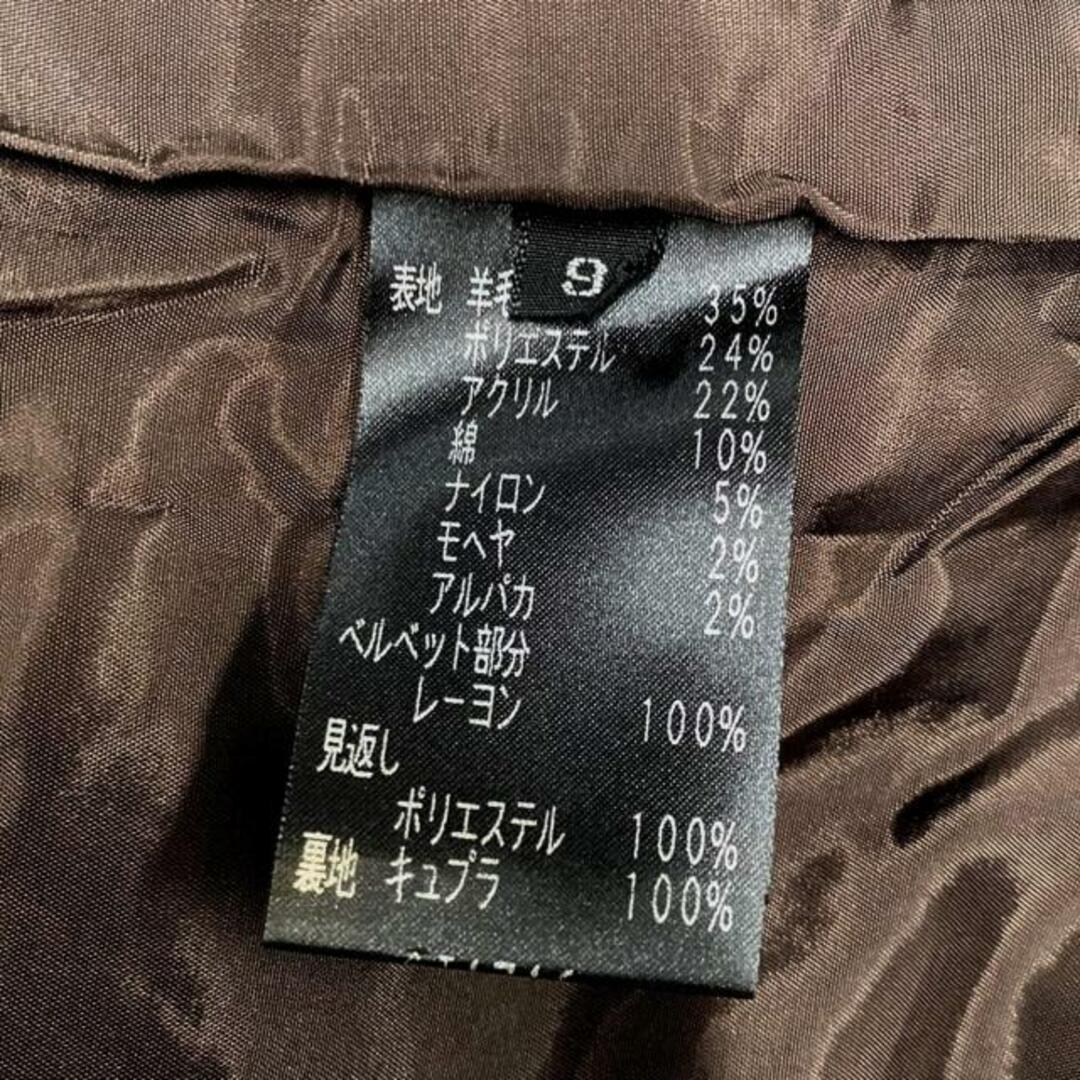 9
表地 羊毛 35%
ポリエステル 24%
アクリル 22%
綿 10%
ナイロン 5%
モヘヤ 2%
アルパカ 2%
ベルベット部分
レーヨン 100%
見返し
ポリエステル 100%
裏地 キュプラ 100%